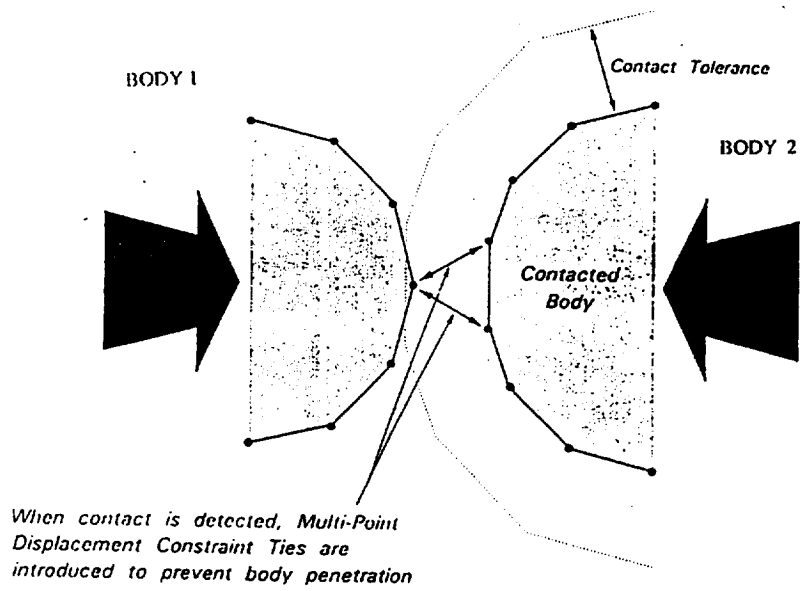 BODY 1
Contact Tolerance
BODY 2
Contacted
Body
When contact is detected, Multi-Point
Displacement Constraint Ties are
introduced to prevent body penetration